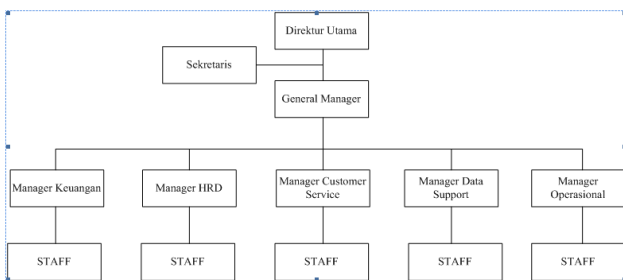 Direktur Utama
Sekretaris
General Manager
Manager Keuangan
Manager HRD
Manager Customer
Service
Manager Data
Support
Manager
Operasional
STAFF
STAFF
STAFF
STAFF
STAFF